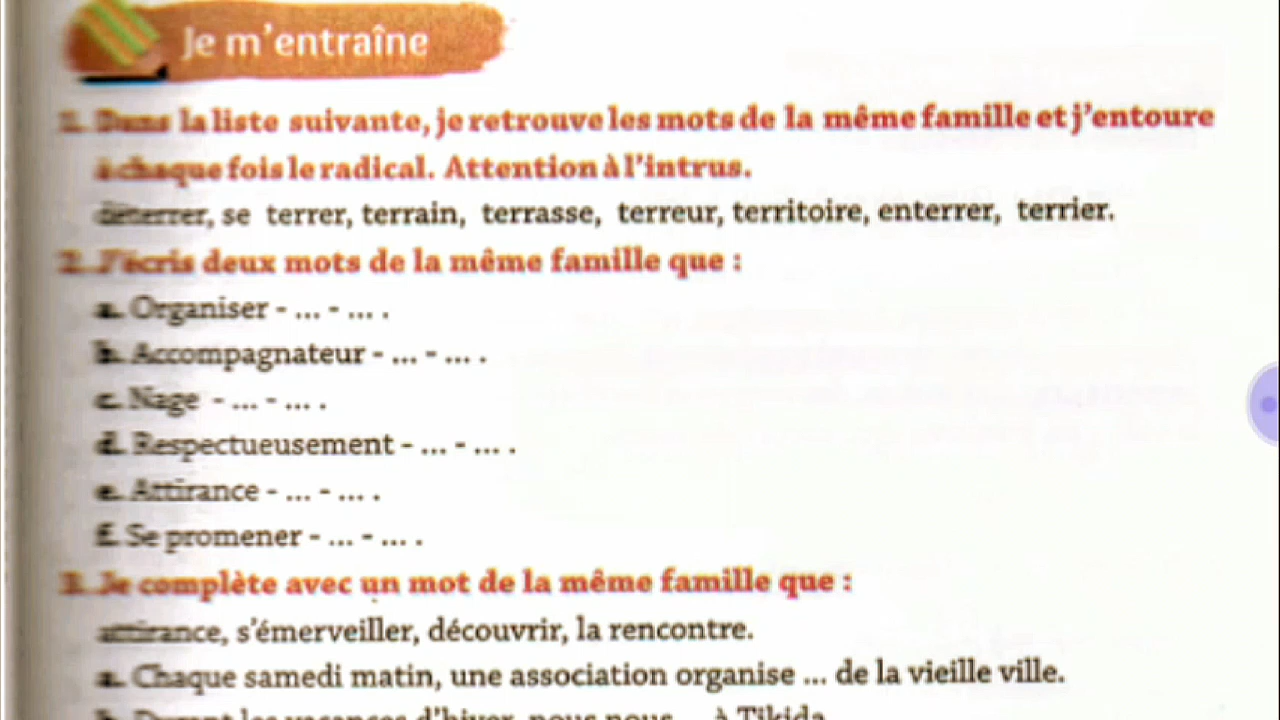 Je m'entraîne
1. Dans la liste suivante, je retrouve les mots de la même famille et j'entoure
à chaque fois le radical. Attention à l'intrus.
déterrer, se terrer, terrain, terrasse, terreur, territoire, enterrer, terrier.
2. J'écris deux mots de la même famille que :
a. Organiser - ... - ... .
b. Accompagnateur - ... - ... .
c. Nage - ... - ... .
d. Respectueusement - ... - ... .
e. Attirance - ... - ... .
f. Se promener - ... - ... .
3. Je complète avec un mot de la même famille que :
attirance, s'émerveiller, découvrir, la rencontre.
a. Chaque samedi matin, une association organise ... de la vieille ville.
b. Durant les vacances d'hiver, nous nous ... à Tikida